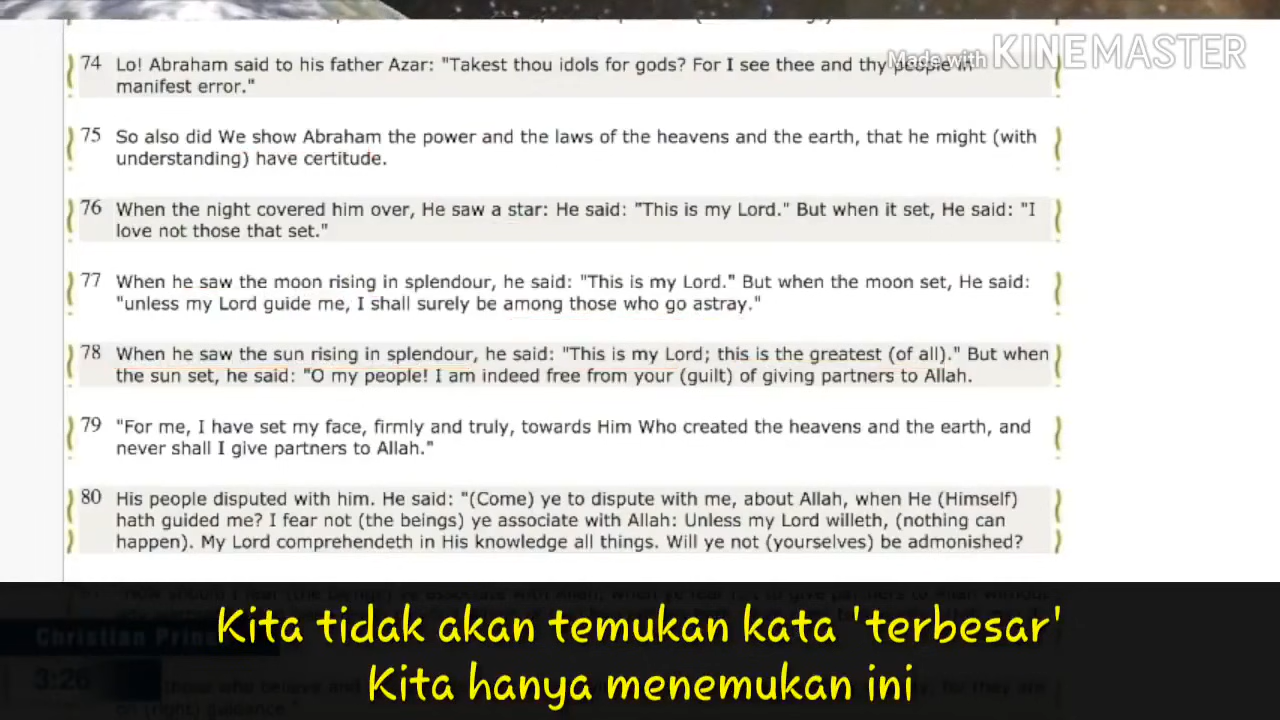 Made with KINEMASTER
74 Lo! Abraham said to his father Azar: "Takest thou idols for gods? For I see thee and thy people in
manifest error."
75 So also did We show Abraham the power and the laws of the heavens and the earth, that he might (with
understanding) have certitude.
76 When the night covered him over, He saw a star: He said: "This is my Lord." But when it set, He said: "I
love not those that set."
77 When he saw the moon rising in splendour, he said: "This is my Lord." But when the moon set, He said:
"unless my Lord guide me, I shall surely be among those who go astray."
78 When he saw the sun rising in splendour, he said: "This is my Lord; this is the greatest (of all)." But when
the sun set, he said: "O my people! I am indeed free from your (guilt) of giving partners to Allah.
79 "For me, I have set my face, firmly and truly, towards Him Who created the heavens and the earth, and
never shall I give partners to Allah."
80 His people disputed with him. He said: "(Come) ye to dispute with me, about Allah, when He (Himself)
hath guided me? I fear not (the beings) ye associate with Allah: Unless my Lord willeth, (nothing can
happen). My Lord comprehendeth in His knowledge all things. Will ye not (yourselves) be admonished?
Kita tidak akan temukan kata 'terbesar'
Christian Prin
Kita hanya menemukan ini
3:26